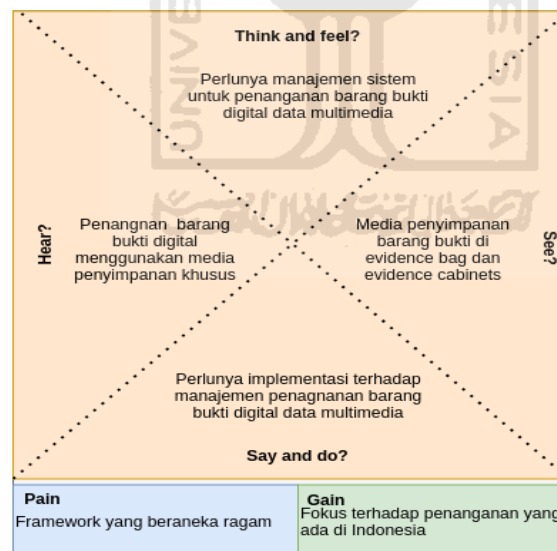 Think and feel?
Perlunya manajemen sistem
untuk penanganan barang bukti
digital data multimedia
Hear?
Penangnan barang
bukti digital
menggunakan media
penyimpanan khusus
Media penyimpanan
barang bukti di
evidence bag dan
evidence cabinets
See?
Perlunya implementasi terhadap
manajemen penagnanan barang
bukti digital data multimedia
Say and do?
Pain
Framework yang beraneka ragam
Gain
Fokus terhadap penanganan yang
ada di Indonesia